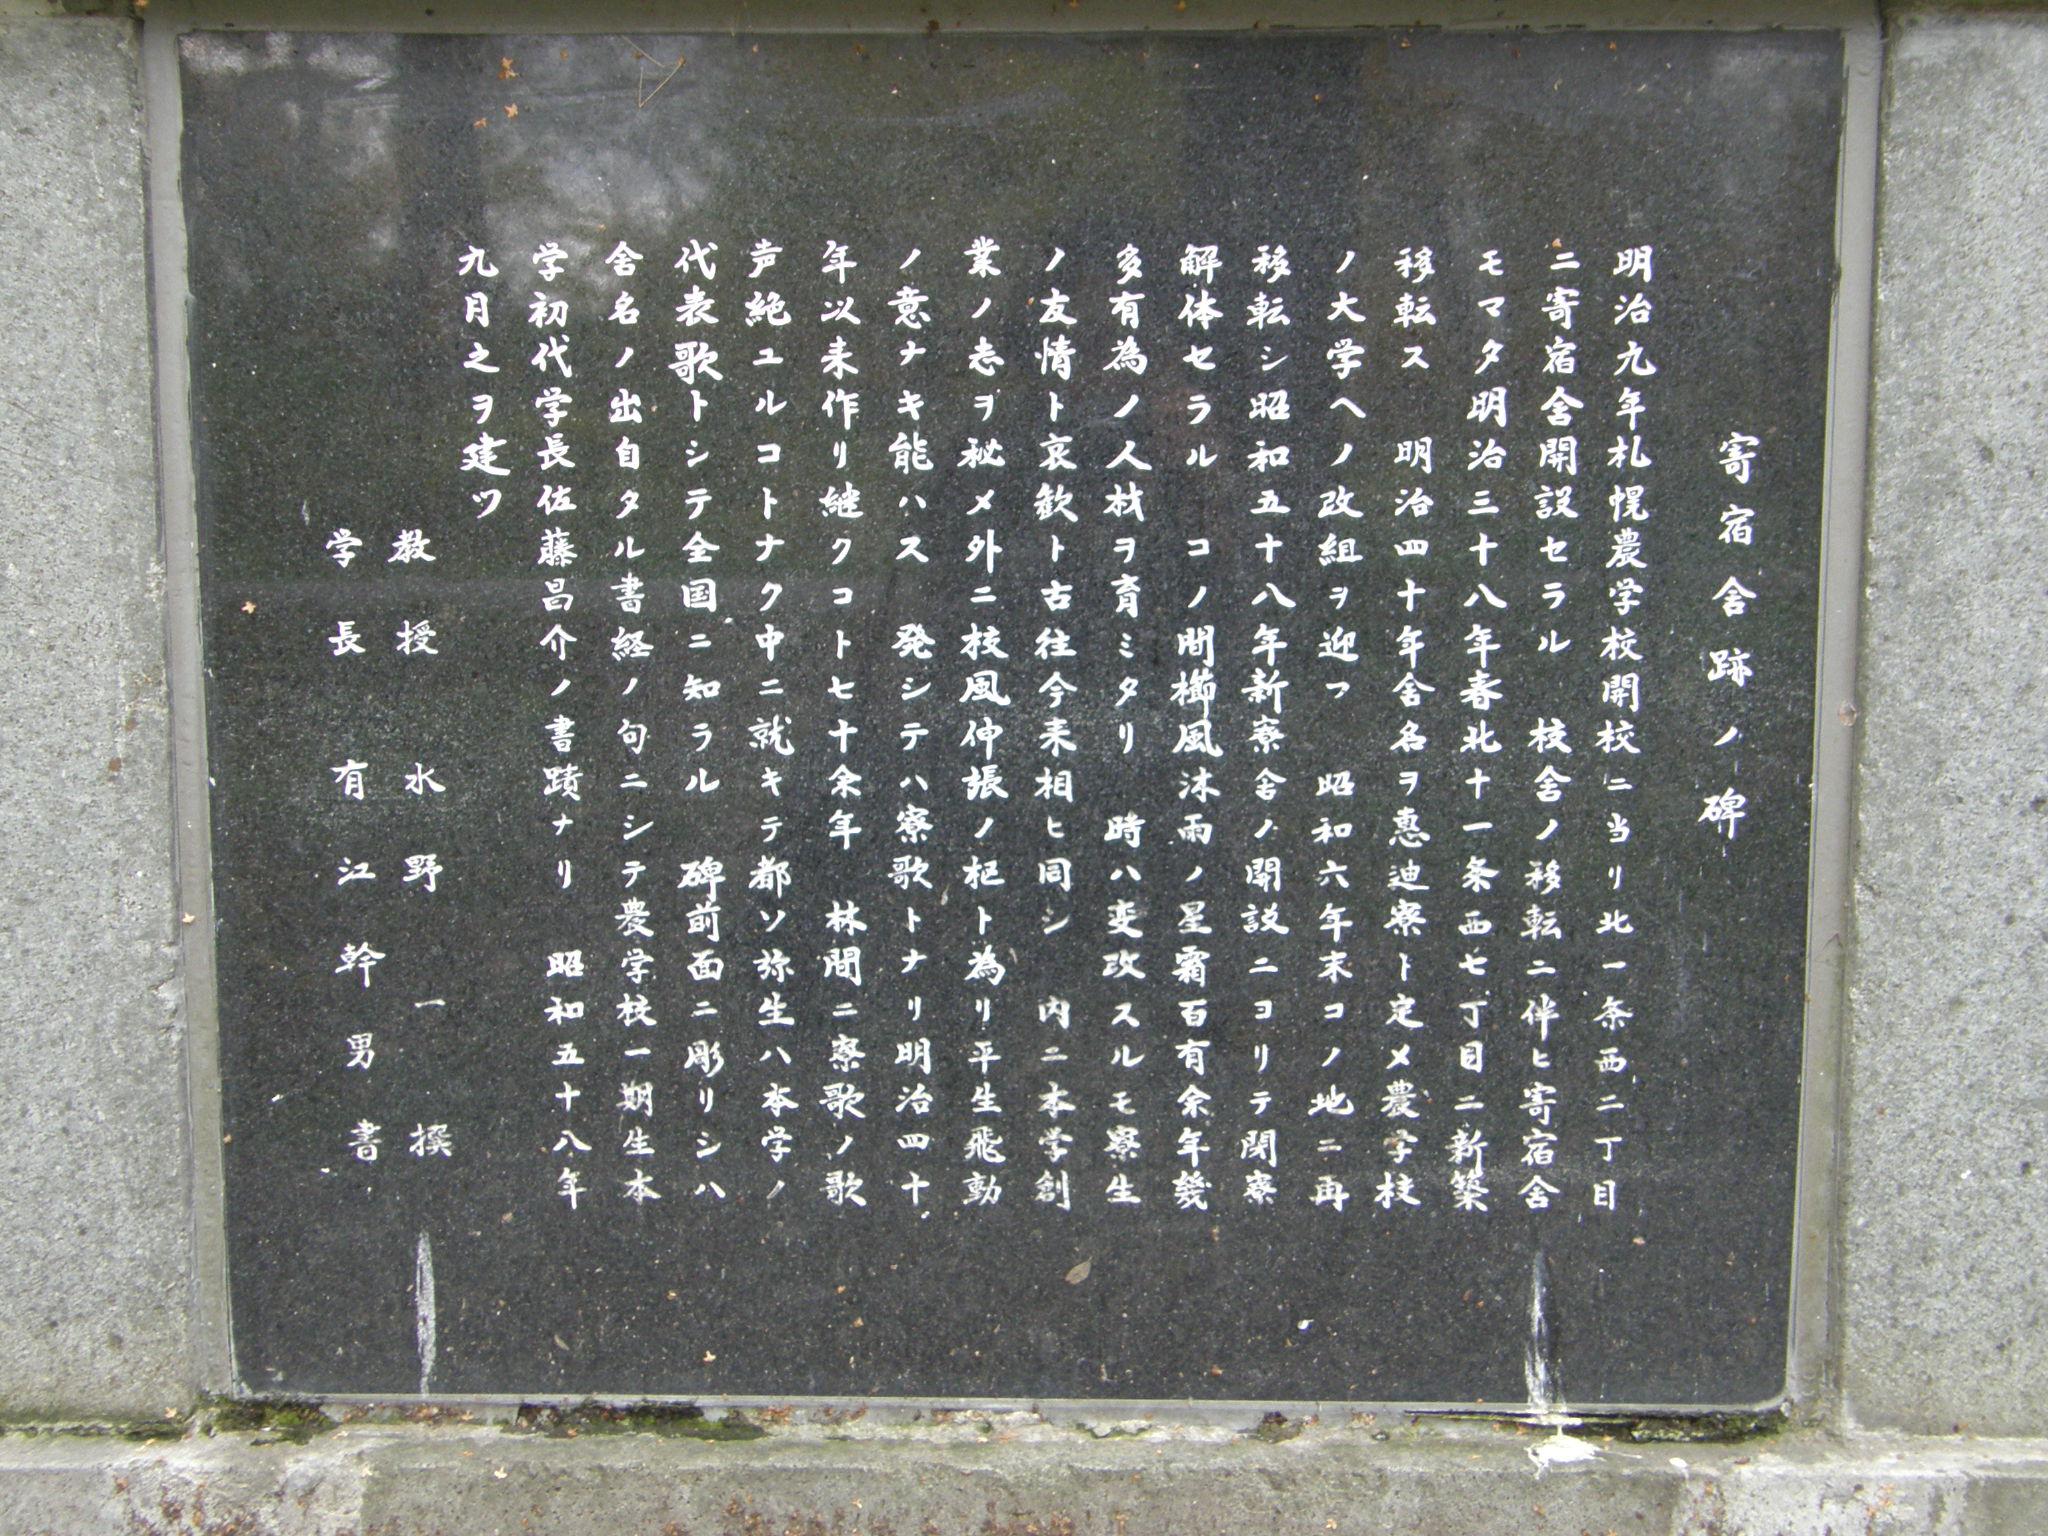 寄宿舎跡ノ碑
明治九年札幌農学校開校ニ当リ北一条西二丁目
ニ寄宿舎開設セラル　校舎ノ移転ニ伴ヒ寄宿舎
モマタ明治三十八年春北十一条西七丁目ニ新築
移転ス　明治四十年舎名ヲ恵迪寮ト定メ農学校
ノ大学ヘノ改組ヲ迎フ　昭和六年末コノ地ニ再
移転シ昭和五十八年新寮舎ノ開設ニヨリテ閉寮
解体セラル　コノ間櫛風沐雨ノ星霜百有余年幾
多有為ノ人材ヲ育ミタリ　時ハ変改スルモ寮生
ノ友情ト哀歓ト古往今来相ヒ同シ　内ニ本学創
業ノ志ヲ秘メ外ニ校風伸張ノ柜ト為リ平生飛動
ノ意ナキ能ハス　発シテハ寮歌トナリ明治四十
年以来作リ継クコト七十余年　林間ニ寮歌ノ歌
声絶ユルコトナク中ニ就キテ都ソ弥生ハ本学ノ
代表歌トシテ全国ニ知ラル　碑前面ニ彫リシハ
舎名ノ出自タル書経ノ句ニシテ農学校一期生本
学初代学長佐藤昌介ノ書蹟ナリ　昭和五十八年
九月之ヲ建ツ
教授　水野一　撰
学長　有江幹男　書